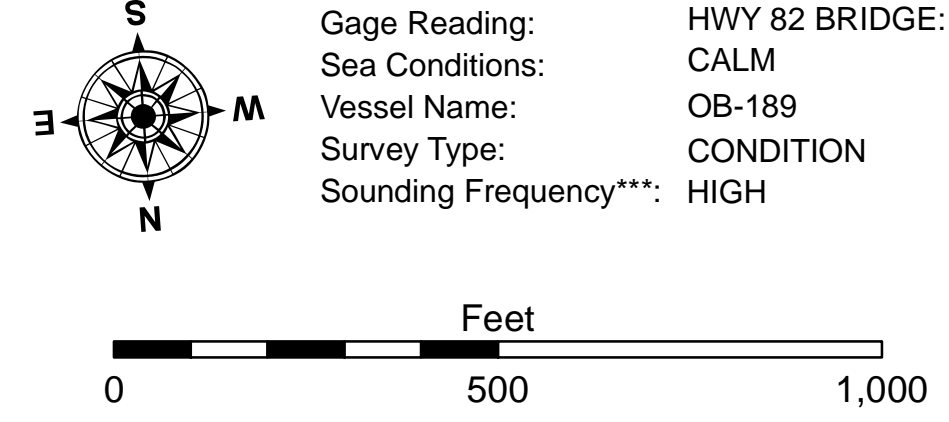 S
E W
N
Gage Reading: HWY 82 BRIDGE:
Sea Conditions: CALM
Vessel Name: OB-189
Survey Type: CONDITION
Sounding Frequency***: HIGH
Feet
0 500 1,000